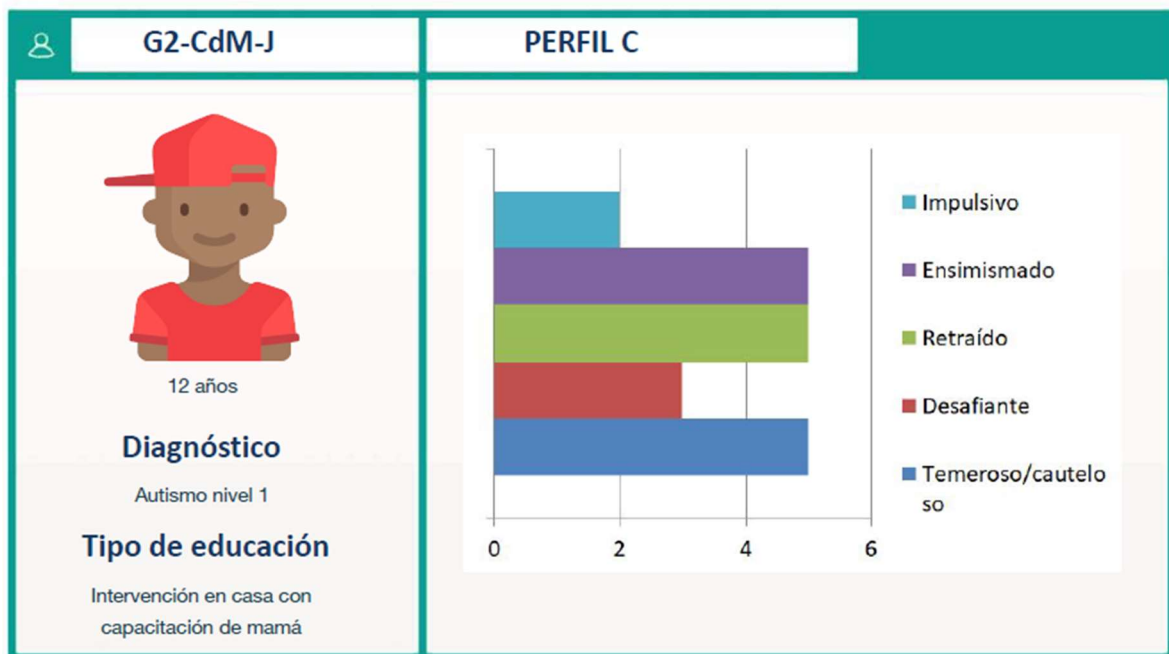 G2-CdM-J
PERFIL C
12 años
Diagnóstico
Autismo nivel 1
Tipo de educación
Intervención en casa con
capacitación de mamá
Impulsivo
Ensimismado
Retraído
Desafiante
Temeroso/cautelo
so
0 2 4 6